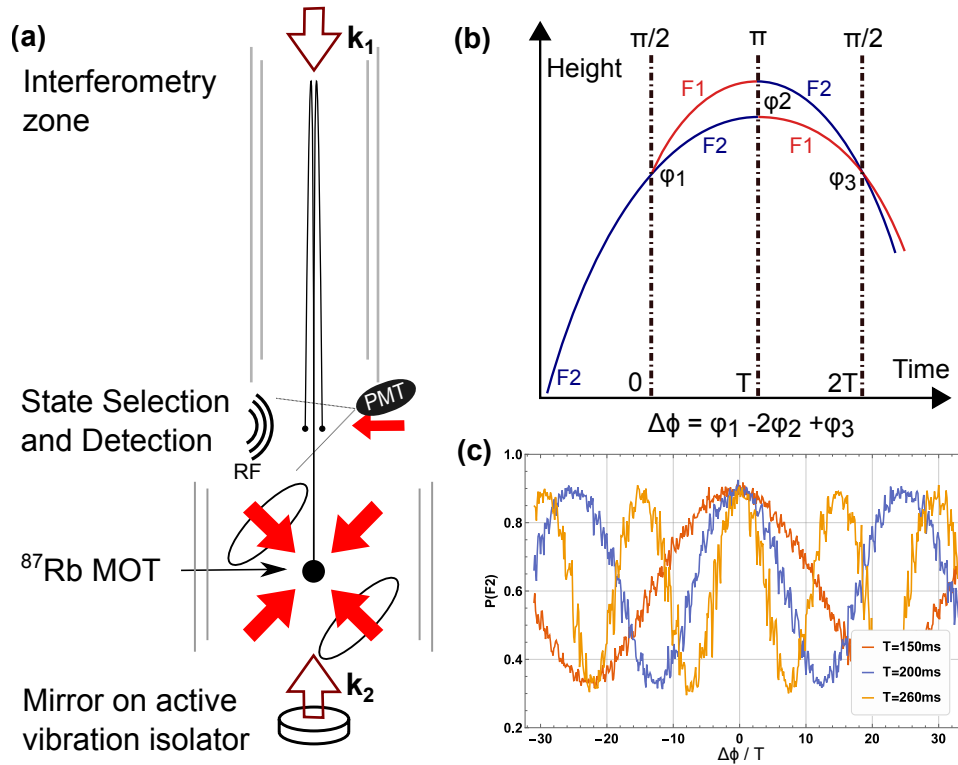 (a)
k1
Interferometry
zone
State Selection
and Detection
RF
PMT
87Rb MOT
k2
Mirror on active
vibration isolator
(b)
π/2
π
π/2
Height
F1
F2
φ2
F2
F1
φ1
φ3
F2
0
T
2T
Time
Δϕ = φ1 -2φ2 +φ3
(c)
1.0
0.8
0.6
0.4
0.2
P(F2)
T=150ms
T=200ms
T=260ms
−30
−20
−10
0
10
20
30
Δϕ / T